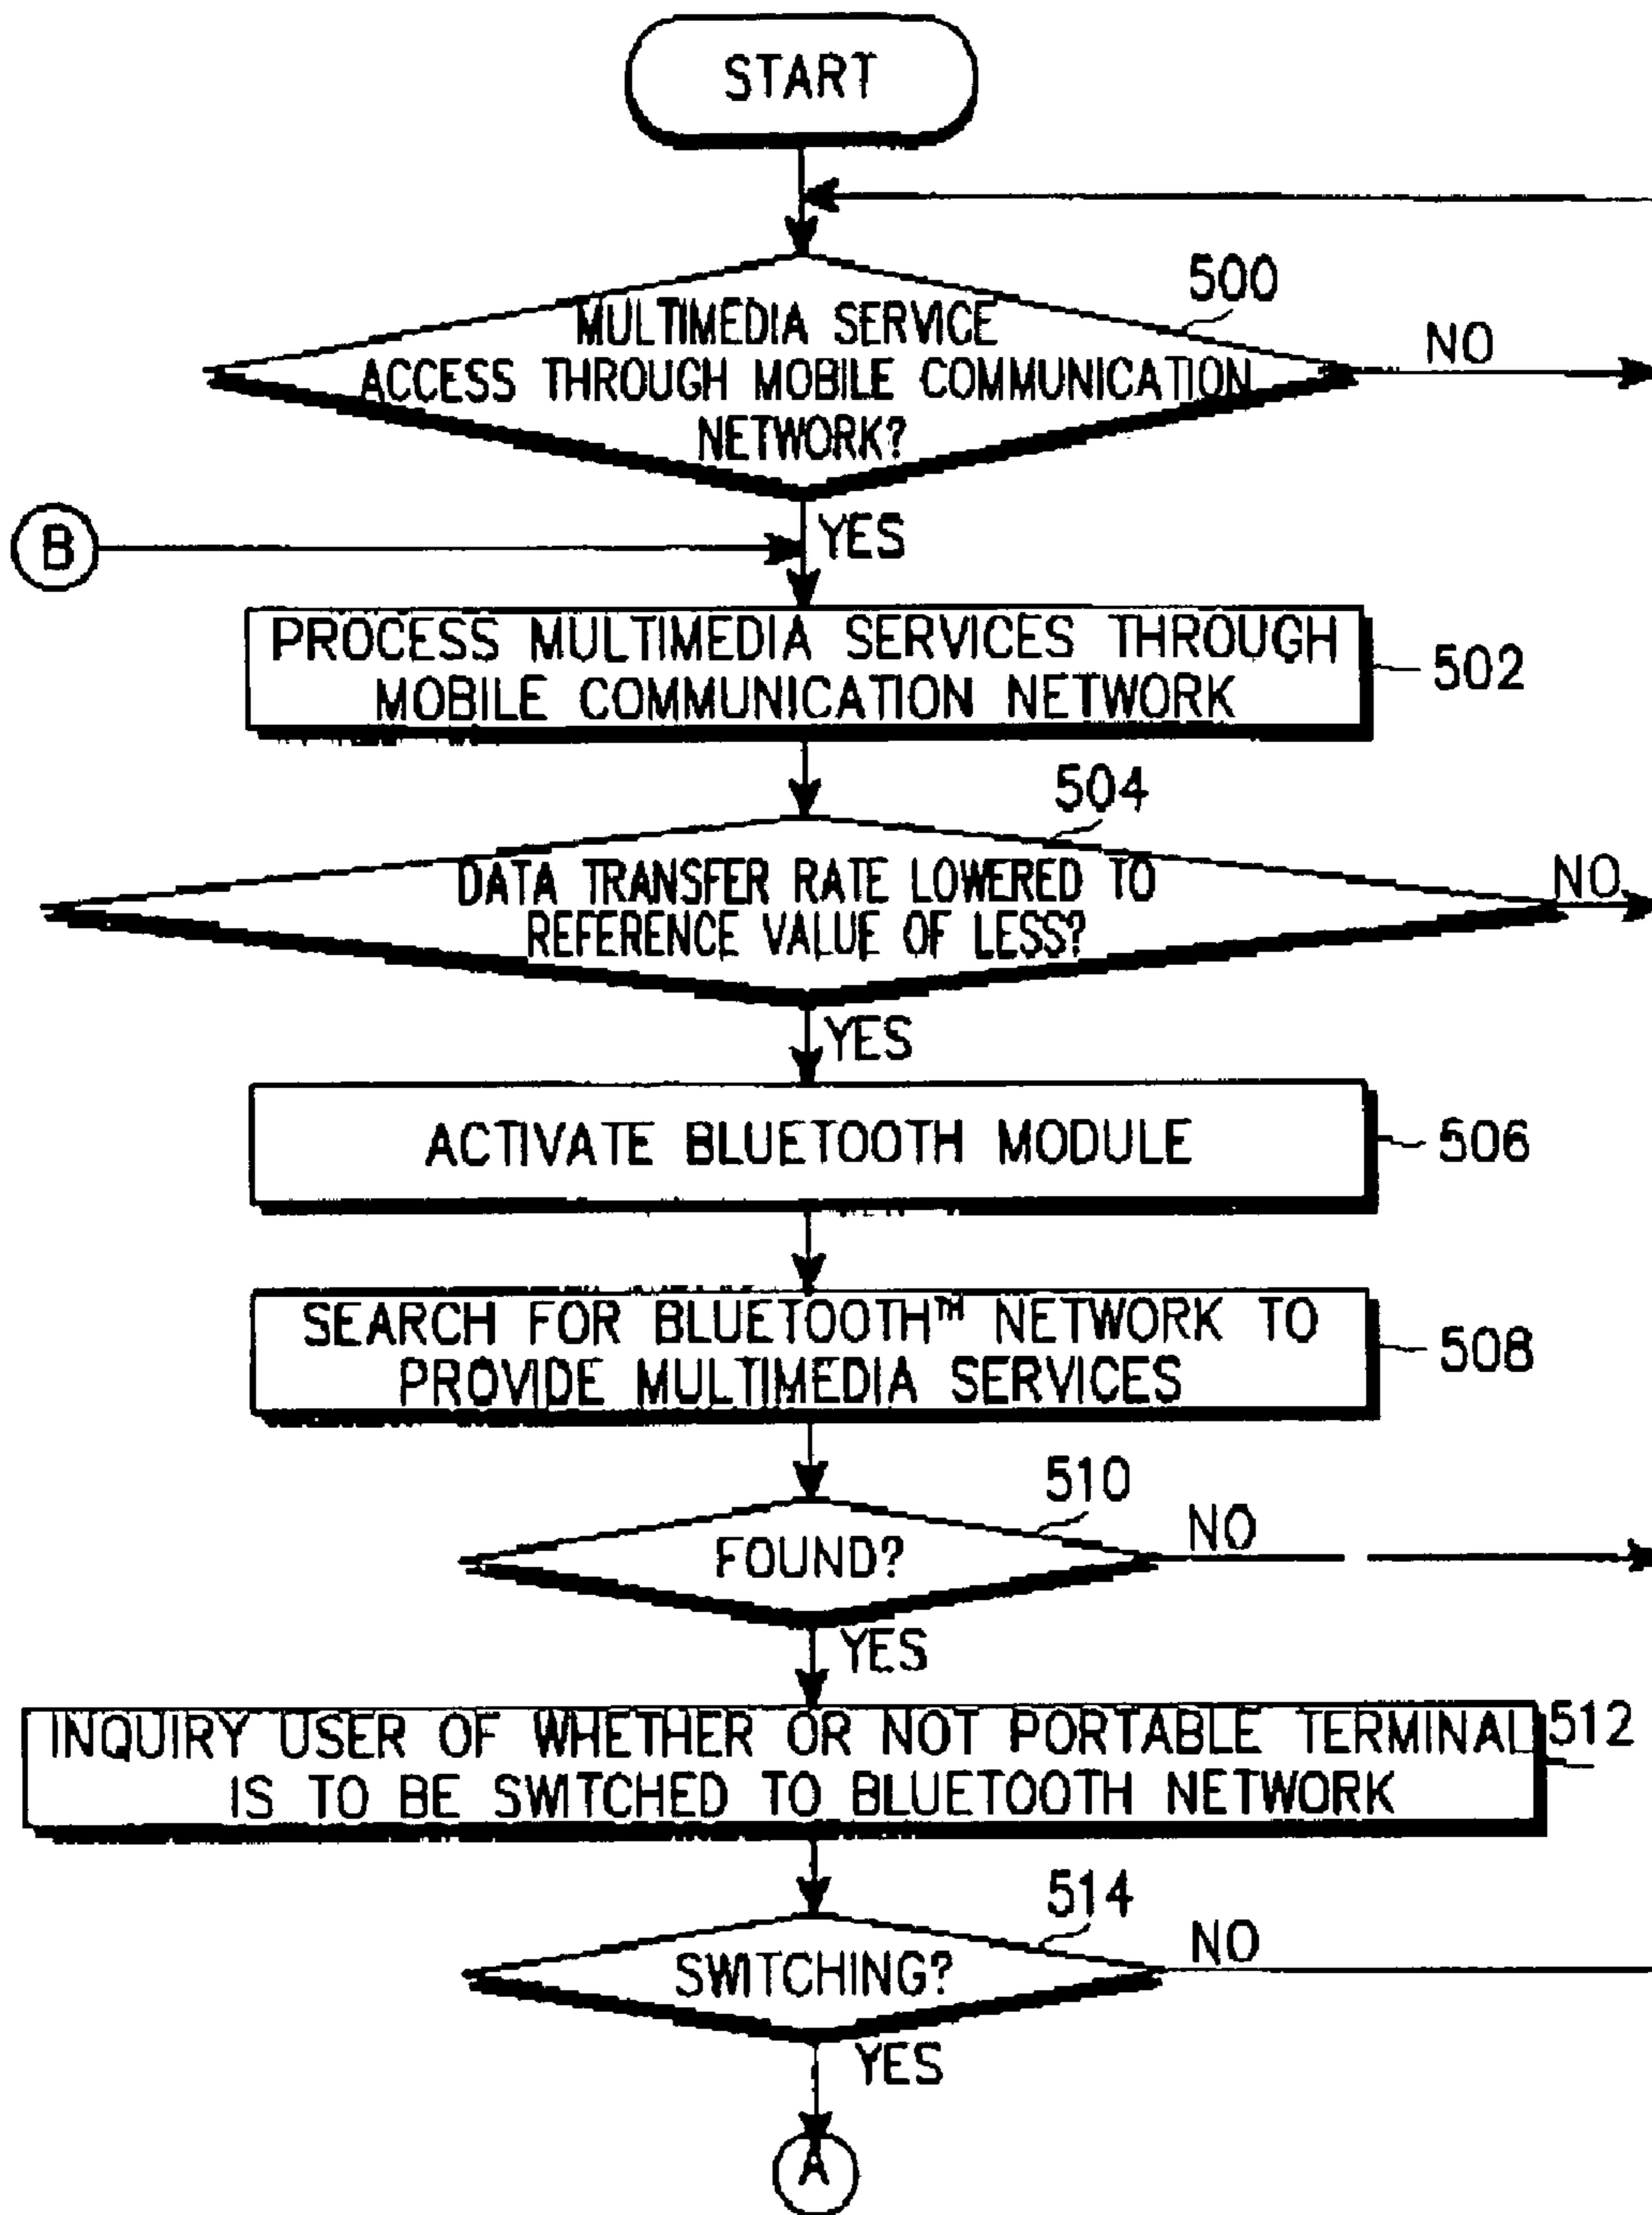 START
500
MULTIMEDIA SERVICE
ACCESS THROUGH MOBILE COMMUNICATION
NETWORK?
NO
B
YES
PROCESS MULTIMEDIA SERVICES THROUGH
MOBILE COMMUNICATION NETWORK
502
504
DATA TRANSFER RATE LOWERED TO
REFERENCE VALUE OF LESS?
NO
YES
ACTIVATE BLUETOOTH MODULE
506
SEARCH FOR BLUETOOTH™ NETWORK TO
PROVIDE MULTIMEDIA SERVICES
508
510
FOUND?
NO
YES
INQUIRY USER OF WHETHER OR NOT PORTABLE TERMINAL
IS TO BE SWITCHED TO BLUETOOTH NETWORK
512
514
SWITCHING?
NO
YES
A